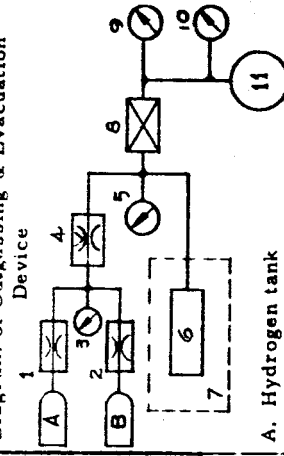 Diagram of Outgassing & Evacuation
Device
9
10
11
8
5
4
1
3
2
A
B
6
7
A. Hydrogen tank